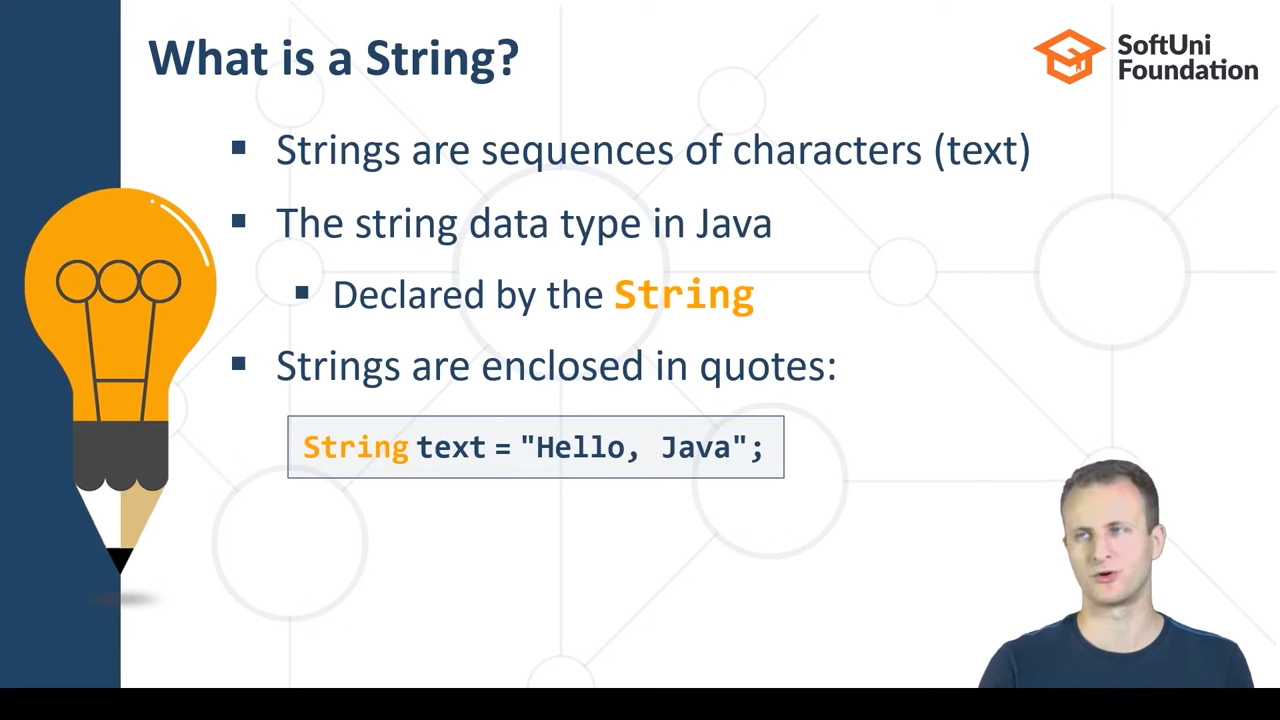 What is a String?
SoftUni
Foundation
▪ Strings are sequences of characters (text)
▪ The string data type in Java
▪ Declared by the String
▪ Strings are enclosed in quotes:
String text = "Hello, Java";